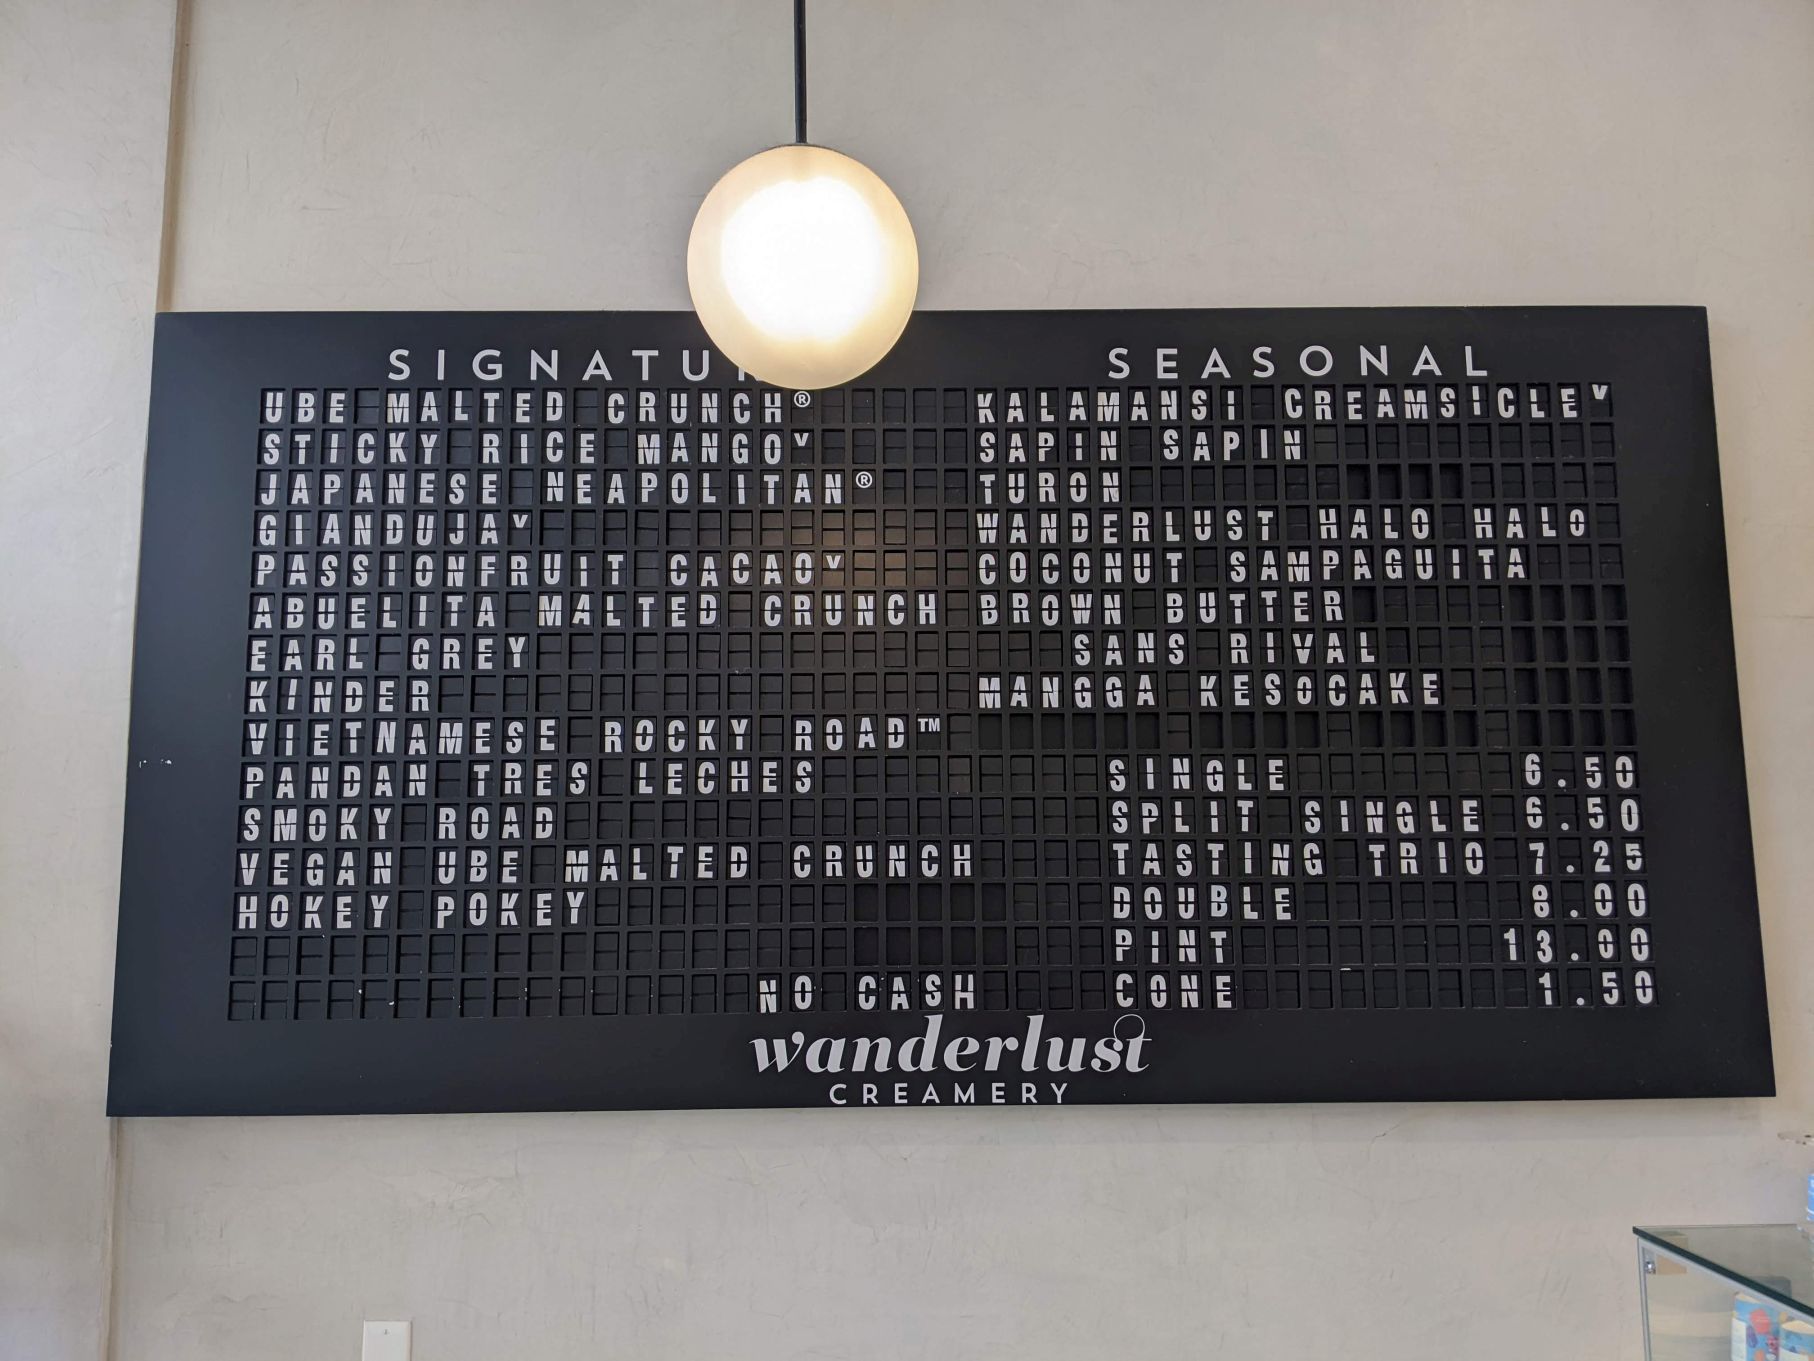 SIGNATUR
UBE MALTED CRUNCH®
STICKY RICE MANGOᵛ
JAPANESE NEAPOLITAN®
GIANDUJAᵛ
PASSIONFRUIT CACAOᵛ
ABUELITA MALTED CRUNCH
EARL GREY
KINDER
VIETNAMESE ROCKY ROAD™
PANDAN TRES LECHES
SMOKY ROAD
VEGAN UBE MALTED CRUNCH
HOKEY POKEY
NO CASH
SEASONAL
KALAMANSI CREAMSICLEᵛ
SAPIN SAPIN
TURON
WANDERLUST HALO HALO
COCONUT SAMPAGUITA
BROWN BUTTER
SANS RIVAL
MANGGA KESOCAKE
SINGLE 6.50
SPLIT SINGLE 6.50
TASTING TRIO 7.25
DOUBLE 8.00
PINT 13.00
CONE 1.50
wanderlust
CREAMERY